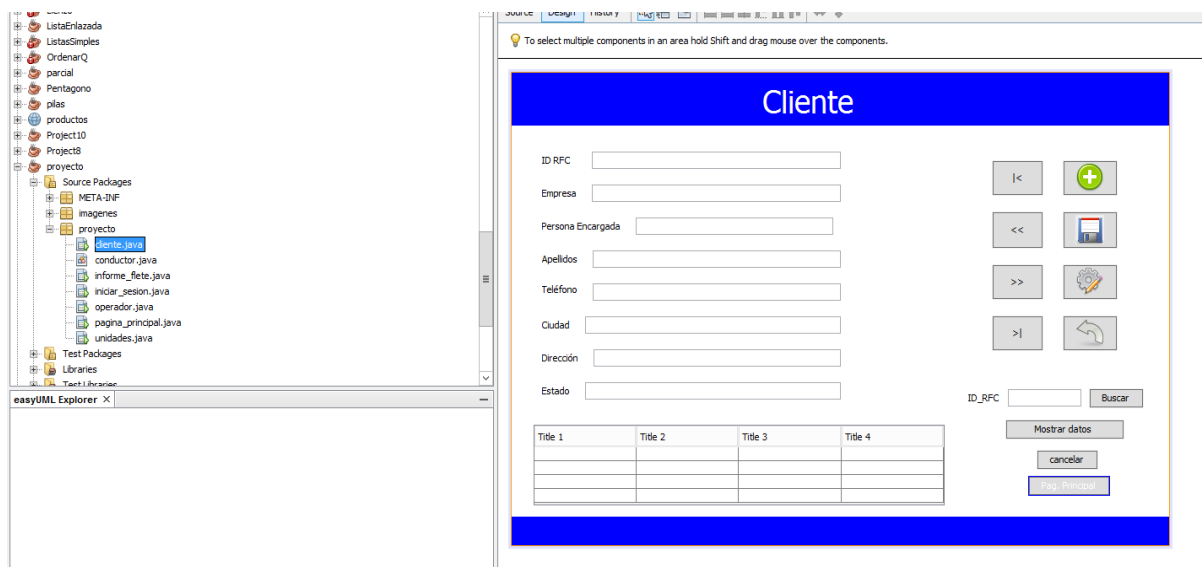 Source Design History
ListaEnlazada
ListasSimples
OrdenarQ
parcial
Pentagono
pilas
productos
Project10
Project8
proyecto
Source Packages
META-INF
imagenes
proyecto
cliente.java
conductor.java
informe_flete.java
iniciar_sesion.java
operador.java
pagina_principal.java
unidades.java
Test Packages
Libraries
Test Libraries
easyUML Explorer
To select multiple components in an area hold Shift and drag mouse over the components.
Cliente
ID RFC
Empresa
Persona Encargada
Apellidos
Teléfono
Ciudad
Dirección
Estado
|<
<<
>>
>|
ID_RFC Buscar
Mostrar datos
cancelar
Pag. Principal
Title 1 Title 2 Title 3 Title 4